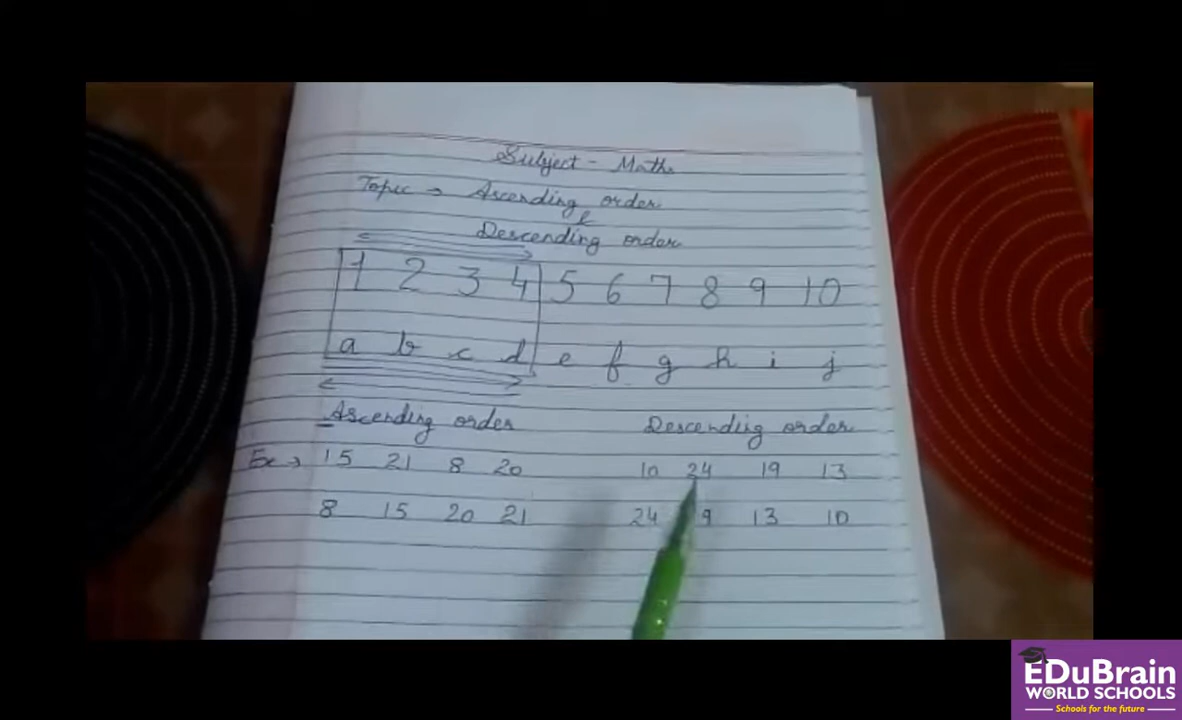 Subject - Maths
Topic → Ascending order
&
Descending order
1 2 3 4 5 6 7 8 9 10
a b c d e f g h i j
Ascending order Descending order
Ex → 15 21 8 20 10 24 19 13
8 15 20 21 24 9 13 10
EDuBrain
WORLD SCHOOLS
Schools for the future